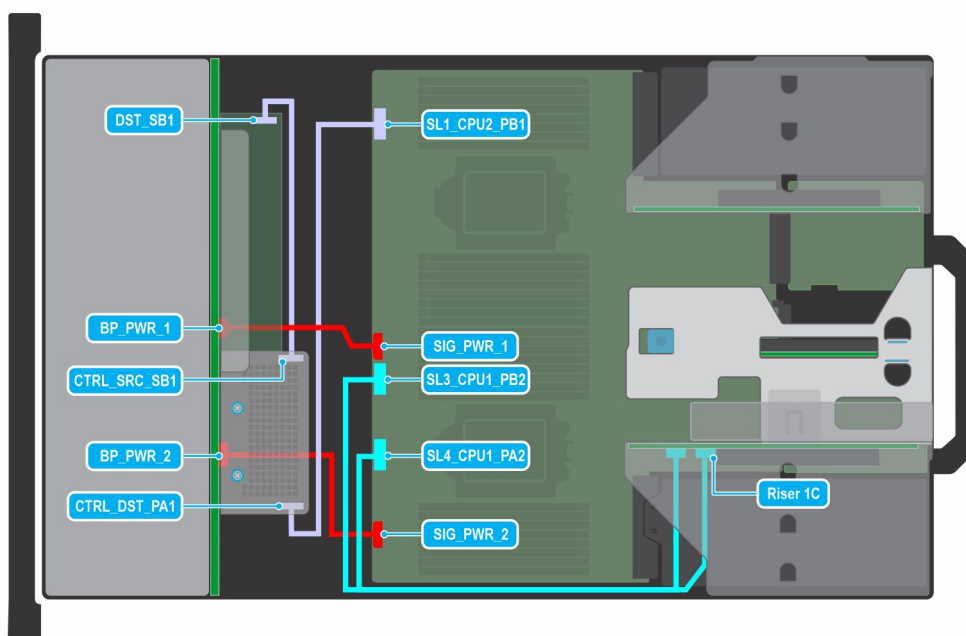 DST_SB1
SL1_CPU2_PB1
BP_PWR_1
SIG_PWR_1
CTRL_SRC_SB1
SL3_CPU1_PB2
BP_PWR_2
SL4_CPU1_PA2
CTRL_DST_PA1
Riser 1C
SIG_PWR_2